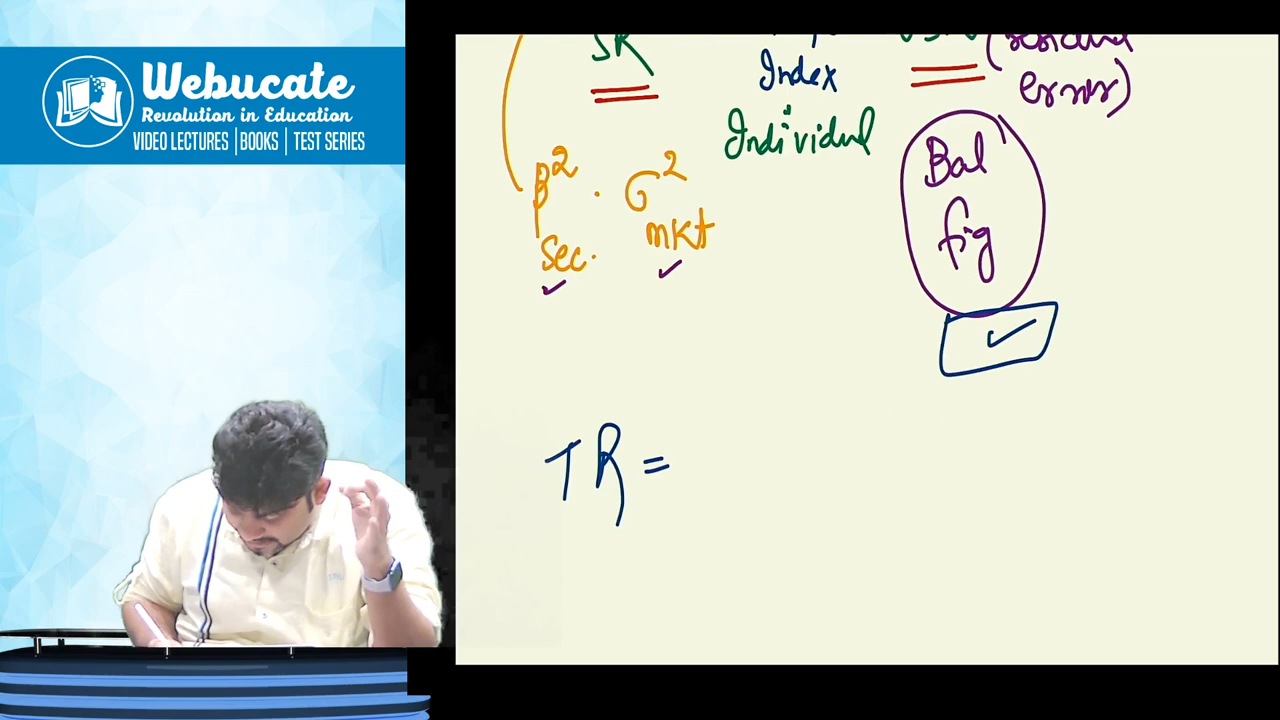 Webucate
Revolution in Education
VIDEO LECTURES | BOOKS | TEST SERIES
SR
Index
error)
Individual
Bal
fig
β² . σ²
Sec. mkt
TR =